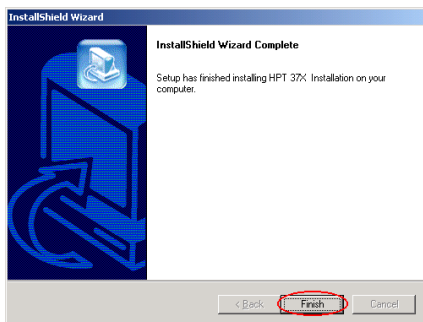 InstallShield Wizard
InstallShield Wizard Complete
Setup has finished installing HPT 37X Installation on your
computer.
< Back
Finish
Cancel